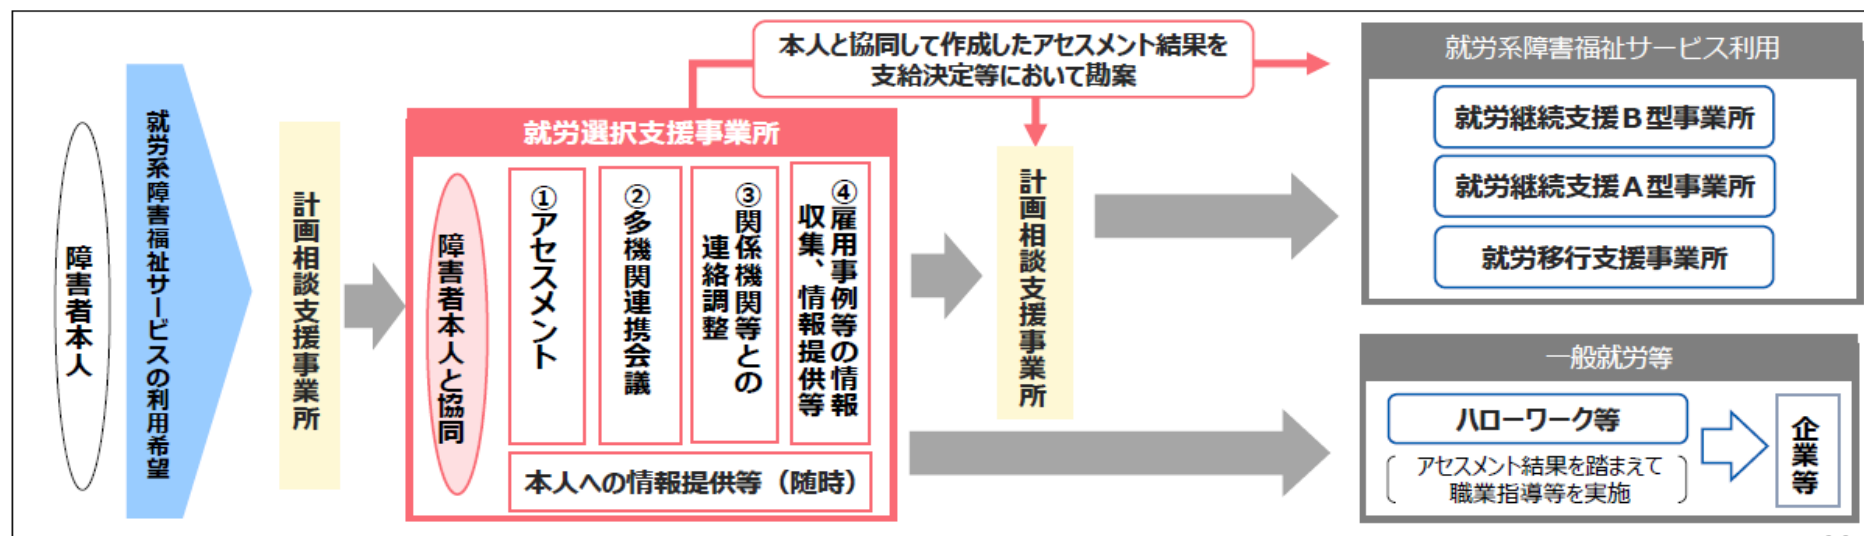 障害者本人
就労系障害福祉サービスの利用希望
計画相談支援事業所
就労選択支援事業所
障害者本人と協同
①アセスメント
②多機関連携会議
③関係機関等との
連絡調整
④雇用事例等の情報
収集、情報提供等
本人への情報提供等（随時）
本人と協同して作成したアセスメント結果を
支給決定等において勘案
計画相談支援事業所
就労系障害福祉サービス利用
就労継続支援Ｂ型事業所
就労継続支援Ａ型事業所
就労移行支援事業所
一般就労等
ハローワーク等
アセスメント結果を踏まえて
職業指導等を実施
企業等